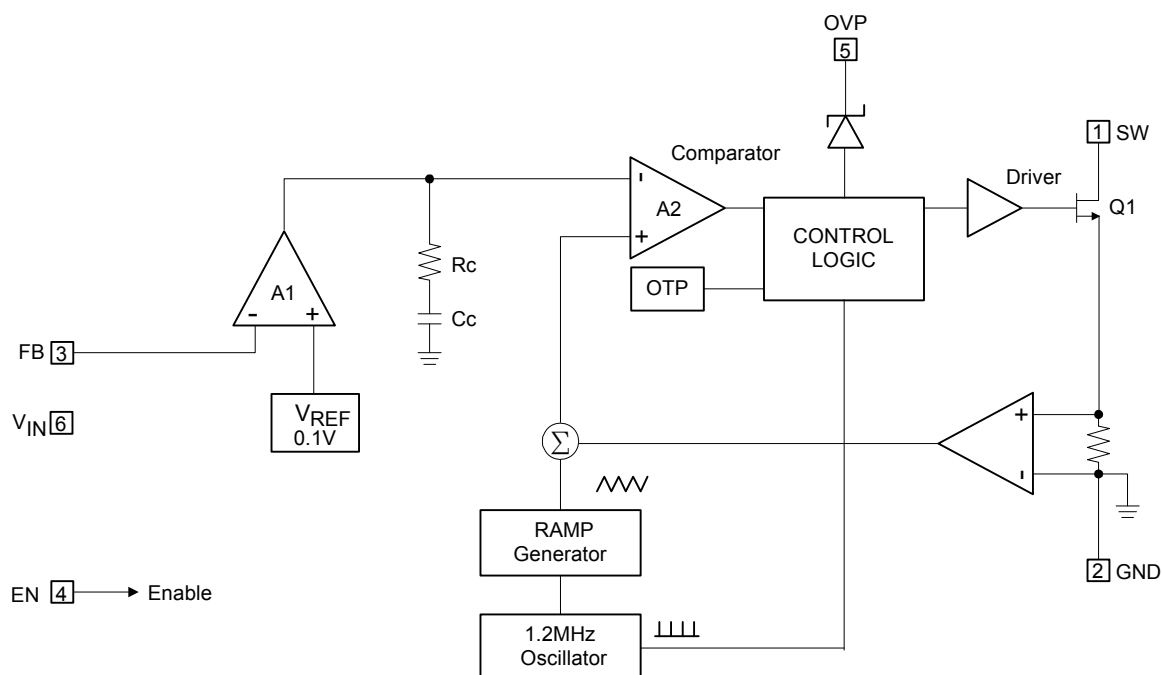 OVP
5
1 SW
Comparator
Driver
-
A2
+
Q1
CONTROL
LOGIC
Rc
OTP
A1
- +
Cc
FB 3
VREF
0.1V
VIN 6
+
Σ
-
RAMP
Generator
2 GND
EN 4 Enable
1.2MHz
Oscillator